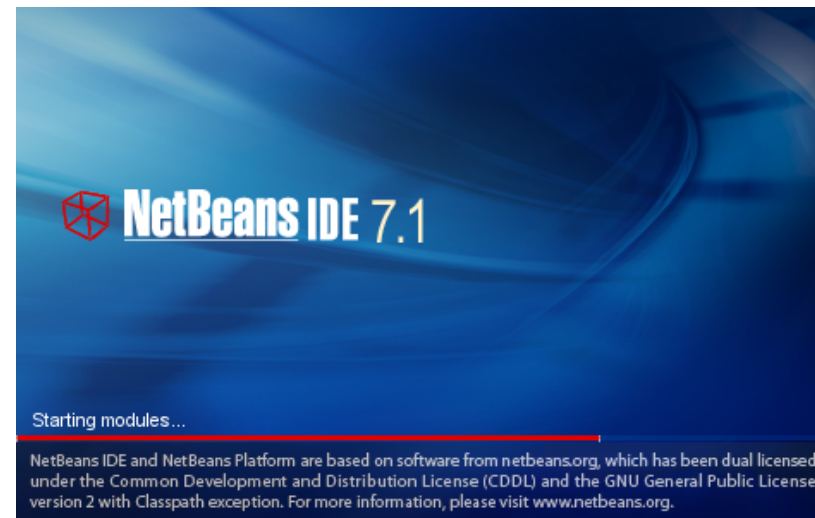 NetBeans IDE 7.1
Starting modules...
NetBeans IDE and NetBeans Platform are based on software from netbeans.org, which has been dual licensed
under the Common Development and Distribution License (CDDL) and the GNU General Public License
version 2 with Classpath exception. For more information, please visit www.netbeans.org.